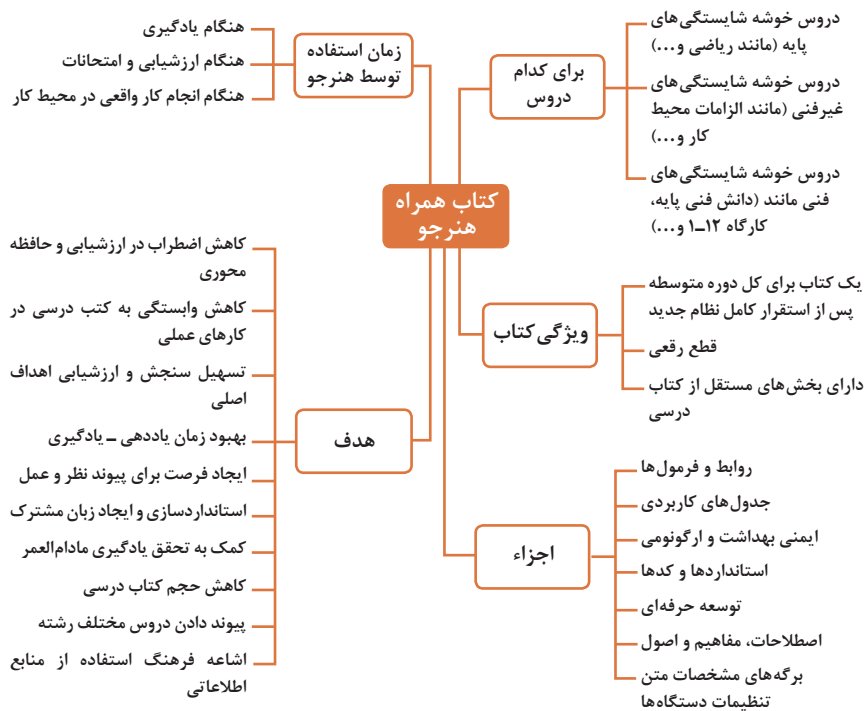 کتاب همراه
هنرجو
برای کدام
دروس
دروس خوشه شایستگی‌های
پایه (مانند ریاضی و...)
دروس خوشه شایستگی‌های
غیرفنی (مانند الزامات محیط
کار و...)
دروس خوشه شایستگی‌های
فنی مانند (دانش فنی پایه،
کارگاه ۱۲ــ۱ و...)
ویژگی کتاب
یک کتاب برای کل دوره متوسطه
پس از استقرار کامل نظام جدید
قطع رقعی
دارای بخش‌های مستقل از کتاب
درسی
اجزاء
روابط و فرمول‌ها
جدول‌های کاربردی
ایمنی بهداشت و ارگونومی
استانداردها و کدها
توسعه حرفه‌ای
اصطلاحات، مفاهیم و اصول
برگه‌های مشخصات متن
تنظیمات دستگاه‌ها
زمان استفاده
توسط هنرجو
هنگام یادگیری
هنگام ارزشیابی و امتحانات
هنگام انجام کار واقعی در محیط کار
هدف
کاهش اضطراب در ارزشیابی و حافظه
محوری
کاهش وابستگی به کتب درسی در
کارهای عملی
تسهیل سنجش و ارزشیابی اهداف
اصلی
بهبود زمان یاددهی ــ یادگیری
ایجاد فرصت برای پیوند نظر و عمل
استانداردسازی و ایجاد زبان مشترک
کمک به تحقق یادگیری مادام‌العمر
کاهش حجم کتاب درسی
پیوند دادن دروس مختلف رشته
اشاعه فرهنگ استفاده از منابع
اطلاعاتی